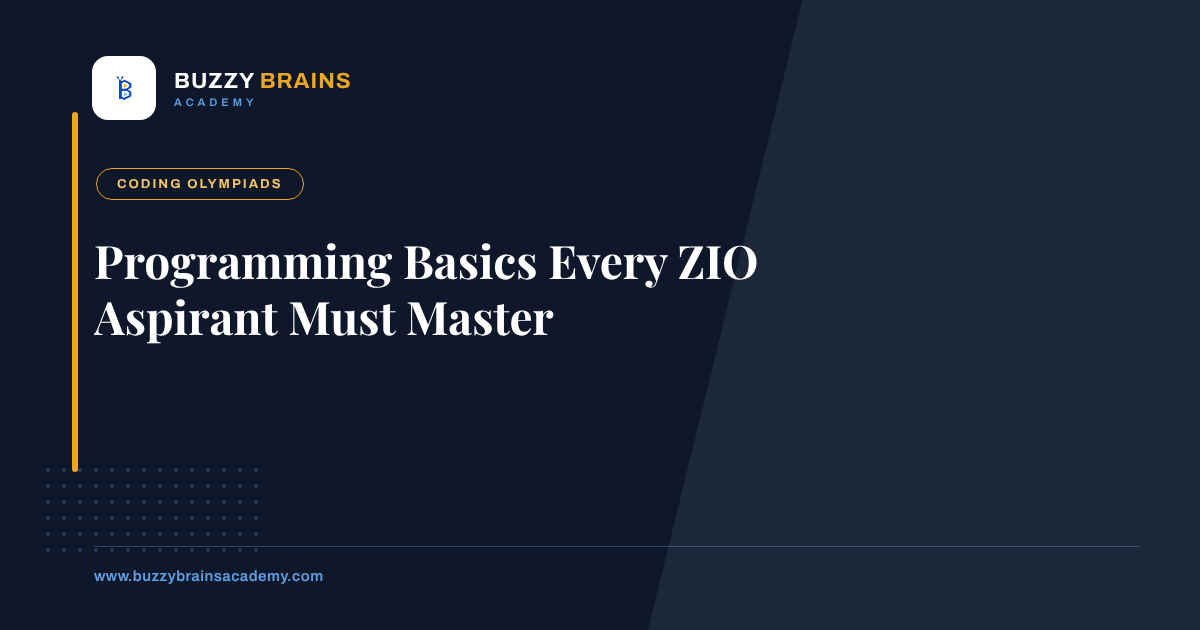 BUZZY BRAINS
ACADEMY
CODING OLYMPIADS
Programming Basics Every ZIO
Aspirant Must Master
www.buzzybrainsacademy.com